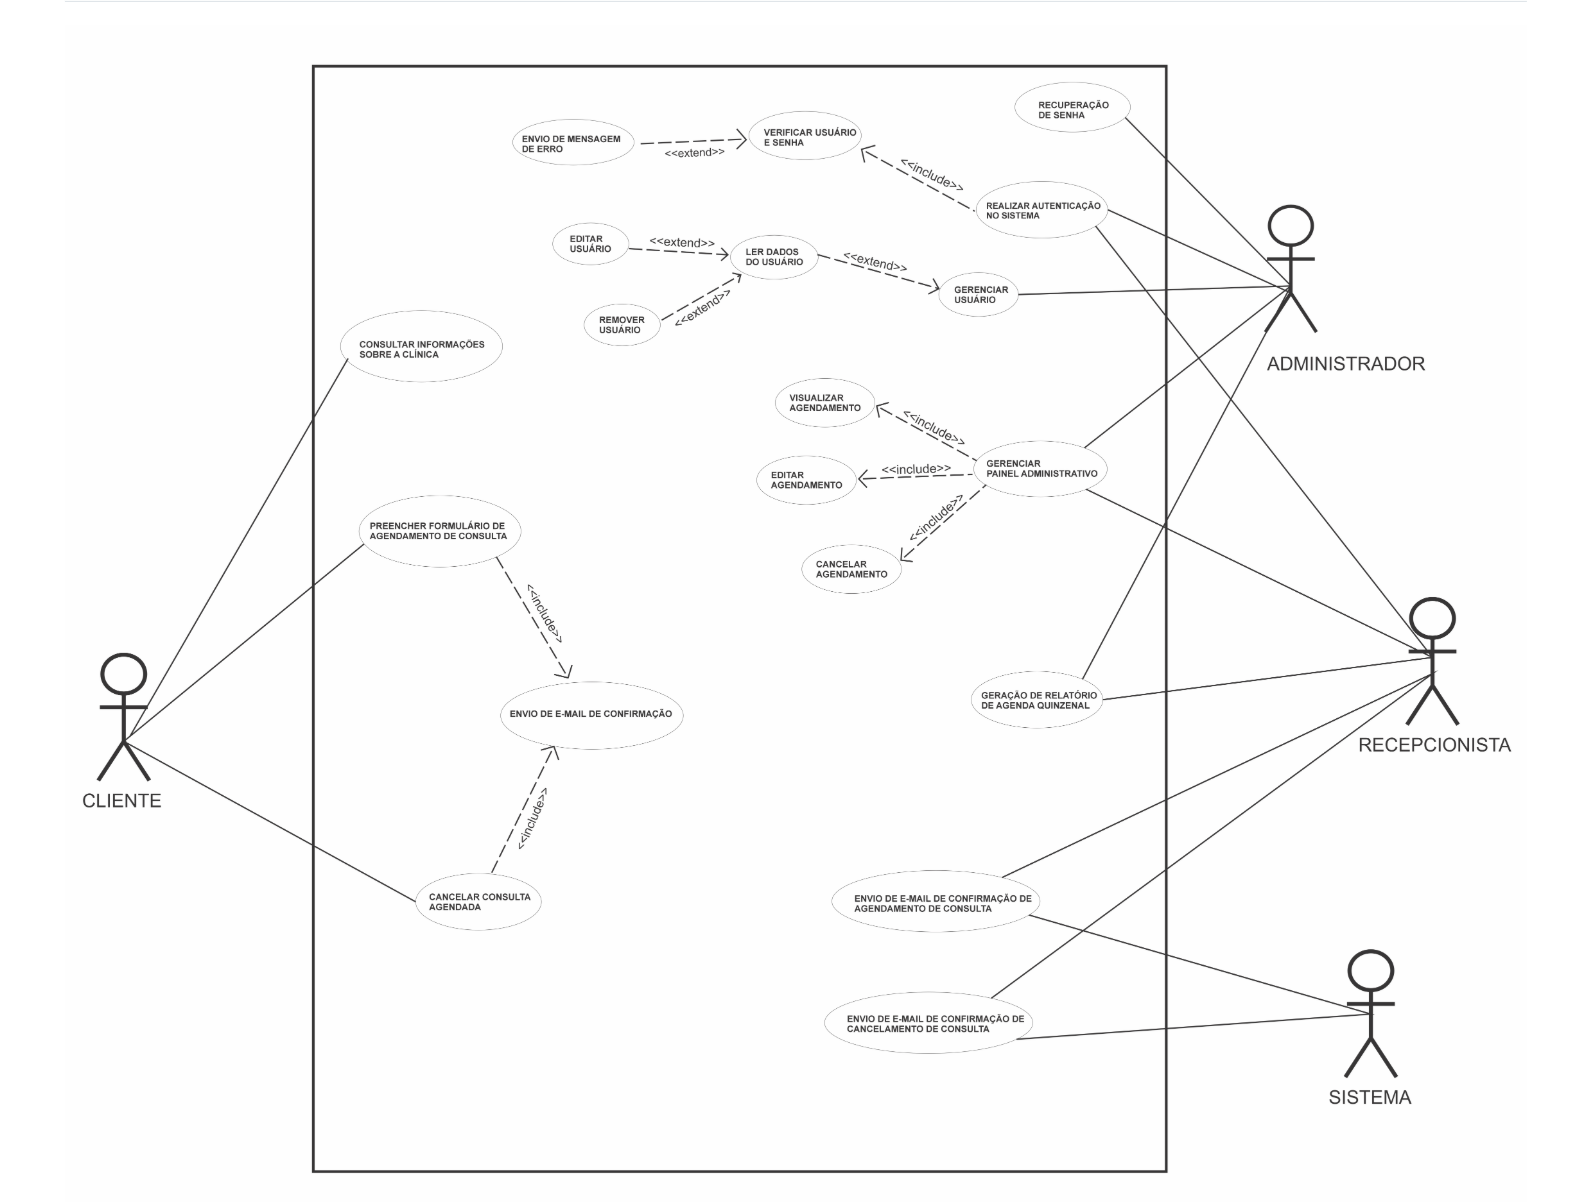 RECUPERAÇÃO
DE SENHA
ENVIO DE MENSAGEM
DE ERRO
<<extend>>
VERIFICAR USUÁRIO
E SENHA
<<include>>
REALIZAR AUTENTICAÇÃO
NO SISTEMA
EDITAR
USUÁRIO
<<extend>>
LER DADOS
DO USUÁRIO
<<extend>>
GERENCIAR
USUÁRIO
REMOVER
USUÁRIO
<<extend>>
ADMINISTRADOR
CONSULTAR INFORMAÇÕES
SOBRE A CLÍNICA
VISUALIZAR
AGENDAMENTO
<<include>>
EDITAR
AGENDAMENTO
<<include>>
GERENCIAR
PAINEL ADMINISTRATIVO
<<include>>
CANCELAR
AGENDAMENTO
PREENCHER FORMULÁRIO DE
AGENDAMENTO DE CONSULTA
<<include>>
ENVIO DE E-MAIL DE CONFIRMAÇÃO
GERAÇÃO DE RELATÓRIO
DE AGENDA QUINZENAL
RECEPCIONISTA
CLIENTE
<<include>>
CANCELAR CONSULTA
AGENDADA
ENVIO DE E-MAIL DE CONFIRMAÇÃO DE
AGENDAMENTO DE CONSULTA
ENVIO DE E-MAIL DE CONFIRMAÇÃO DE
CANCELAMENTO DE CONSULTA
SISTEMA